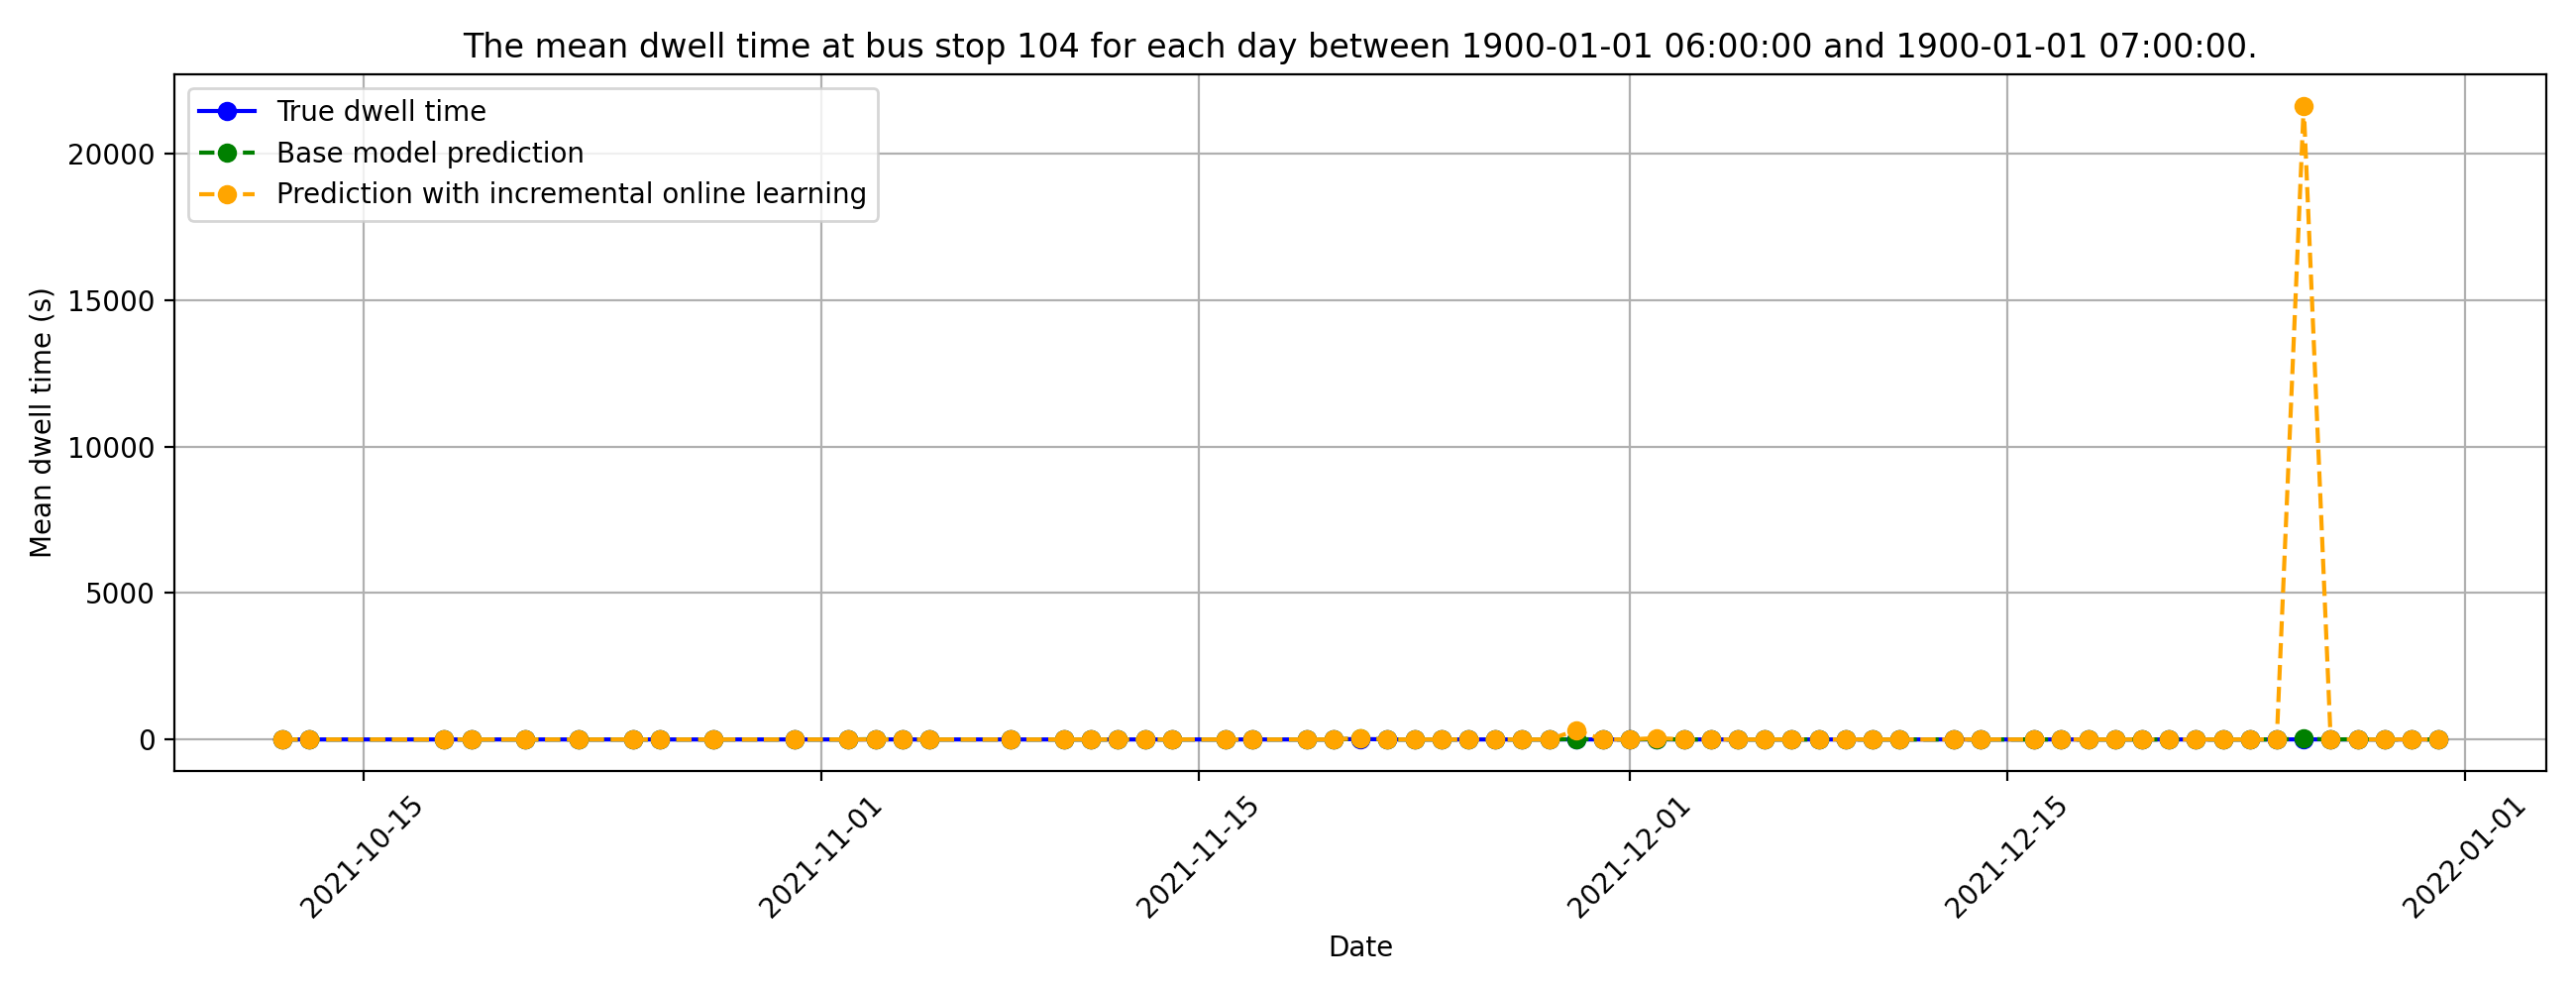 The mean dwell time at bus stop 104 for each day between 1900-01-01 06:00:00 and 1900-01-01 07:00:00.
True dwell time
Base model prediction
Prediction with incremental online learning
Mean dwell time (s)
20000
15000
10000
5000
0
2021-10-15
2021-11-01
2021-11-15
2021-12-01
2021-12-15
2022-01-01
Date